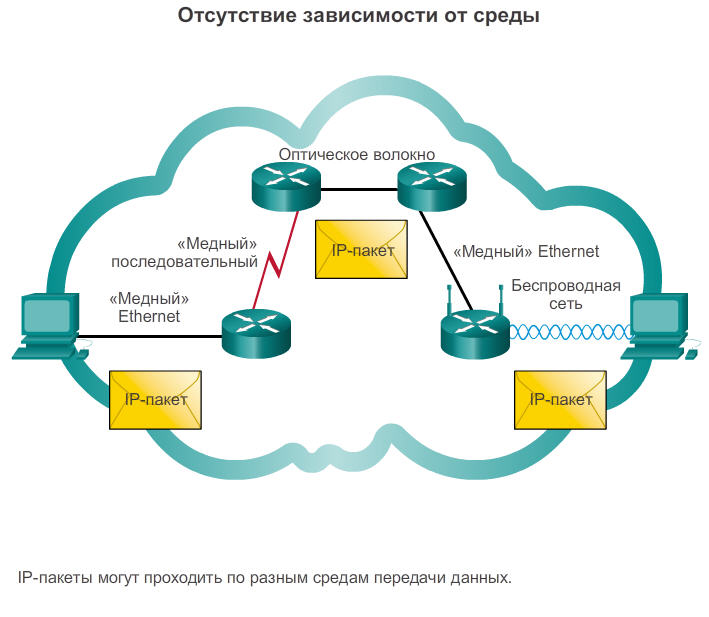 Отсутствие зависимости от среды
Оптическое волокно
«Медный»
последовательный
IP-пакет
«Медный» Ethernet
«Медный»
Ethernet
Беспроводная
сеть
IP-пакет
IP-пакет
IP-пакеты могут проходить по разным средам передачи данных.